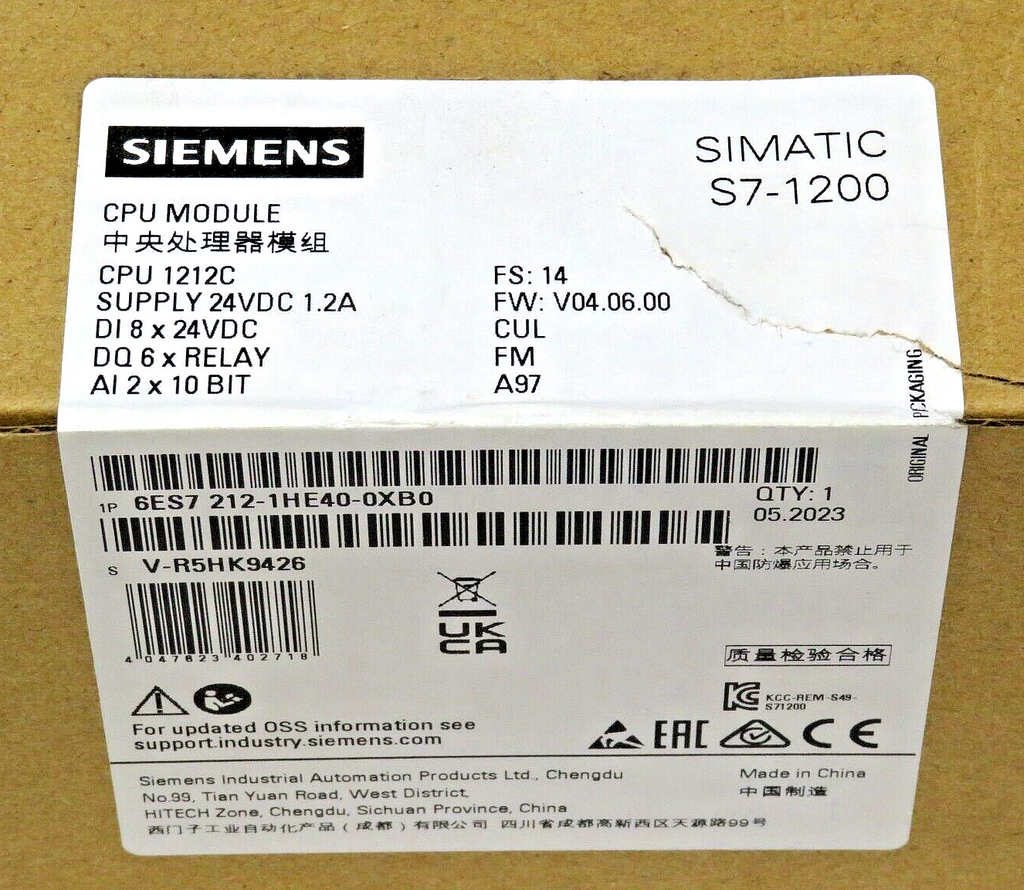 SIEMENS
SIMATIC
S7-1200
CPU MODULE
中央处理器模组
CPU 1212C
SUPPLY 24VDC 1.2A
DI 8 x 24VDC
DQ 6 x RELAY
AI 2 x 10 BIT
FS: 14
FW: V04.06.00
CUL
FM
A97
ORIGINAL PACKAGING
1P 6ES7 212-1HE40-0XB0
QTY: 1
05.2023
S V-R5HK9426
警告：本产品禁止用于
中国防爆应用场合。
4 047623 402718
UK
CA
质量检验合格
KCC-REM-S49-
S71200
For updated OSS information see
support.industry.siemens.com
EAC CE
Siemens Industrial Automation Products Ltd., Chengdu
No.99, Tian Yuan Road, West District,
HITECH Zone, Chengdu, Sichuan Province, China
西门子工业自动化产品（成都）有限公司 四川省成都高新西区天源路99号
Made in China
中国制造